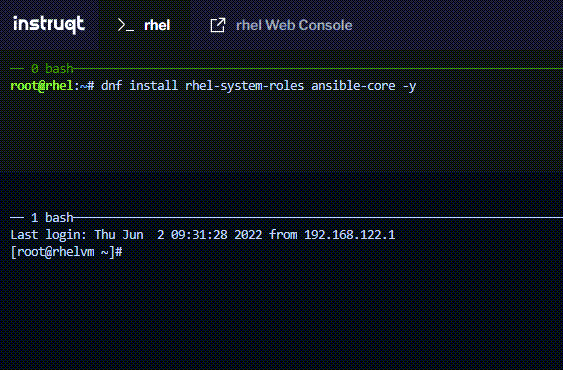 instruqt
>_ rhel
rhel Web Console
── 0 bash
root@rhel:~# dnf install rhel-system-roles ansible-core -y
── 1 bash
Last login: Thu Jun  2 09:31:28 2022 from 192.168.122.1
[root@rhelvm ~]#